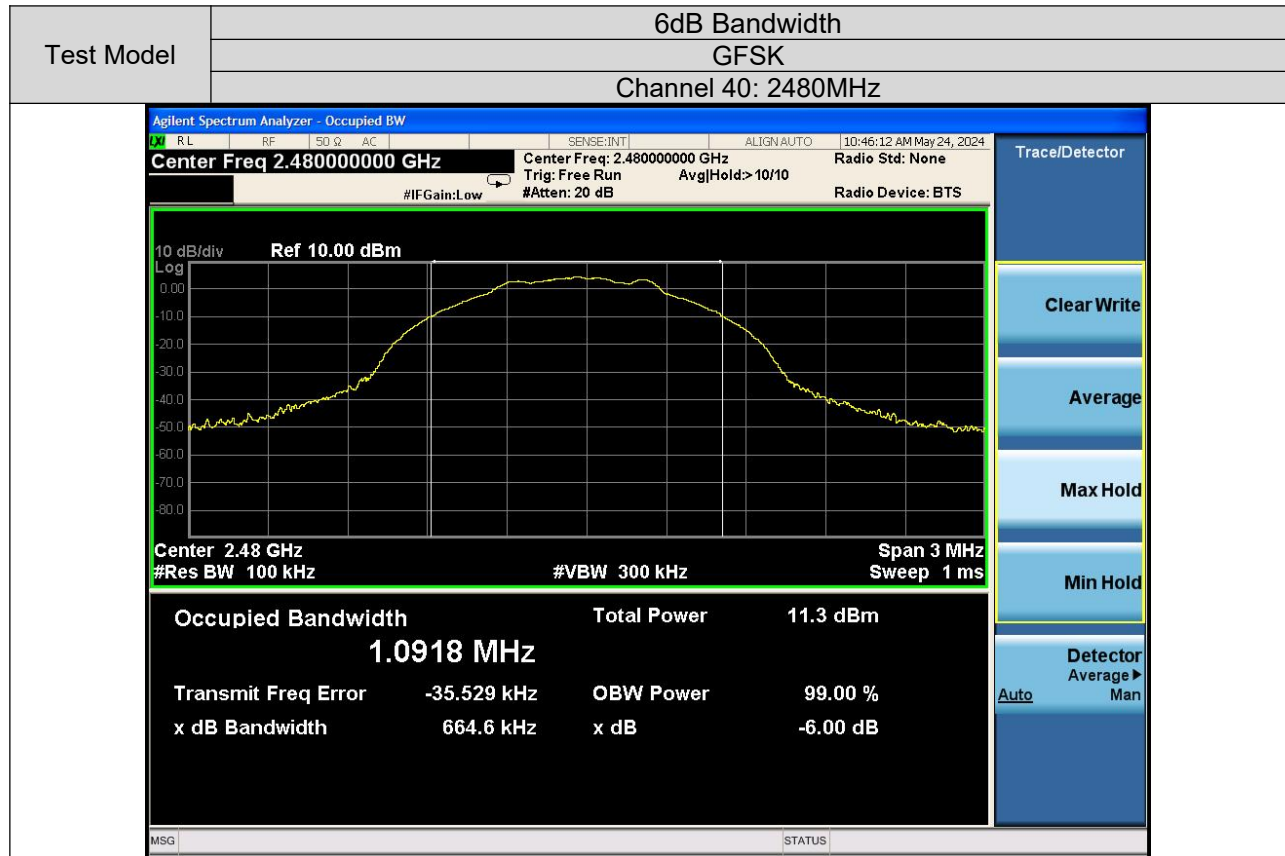 6dB Bandwidth
Test Model
GFSK
Channel 40: 2480MHz
Agilent Spectrum Analyzer - Occupied BW
LXI RL RF 50 Ω AC SENSE:INT ALIGN AUTO 10:46:12 AM May 24, 2024
Center Freq 2.480000000 GHz Center Freq: 2.480000000 GHz Radio Std: None
Trig: Free Run Avg|Hold:>10/10
#IFGain:Low #Atten: 20 dB Radio Device: BTS
Trace/Detector
10 dB/div Ref 10.00 dBm
Log
0.00
-10.0
-20.0
-30.0
-40.0
-50.0
-60.0
-70.0
-80.0
Center 2.48 GHz Span 3 MHz
#Res BW 100 kHz #VBW 300 kHz Sweep 1 ms
Occupied Bandwidth Total Power 11.3 dBm
1.0918 MHz
Transmit Freq Error -35.529 kHz OBW Power 99.00 %
x dB Bandwidth 664.6 kHz x dB -6.00 dB
Clear Write
Average
Max Hold
Min Hold
Detector
Average▶
Auto Man
MSG STATUS